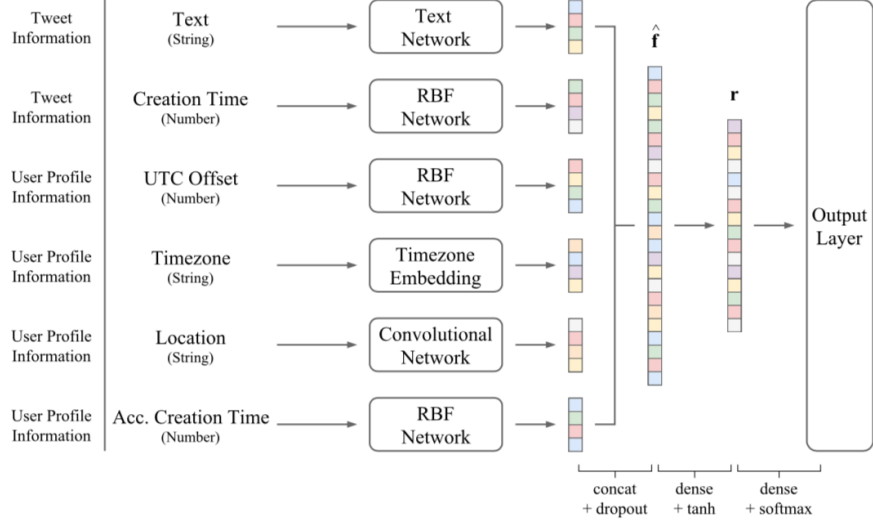 Tweet
Information
Text
(String)
Text
Network
Tweet
Information
Creation Time
(Number)
RBF
Network
User Profile
Information
UTC Offset
(Number)
RBF
Network
User Profile
Information
Timezone
(String)
Timezone
Embedding
User Profile
Information
Location
(String)
Convolutional
Network
User Profile
Information
Acc. Creation Time
(Number)
RBF
Network
f̂
r
Output
Layer
concat
+ dropout
dense
+ tanh
dense
+ softmax